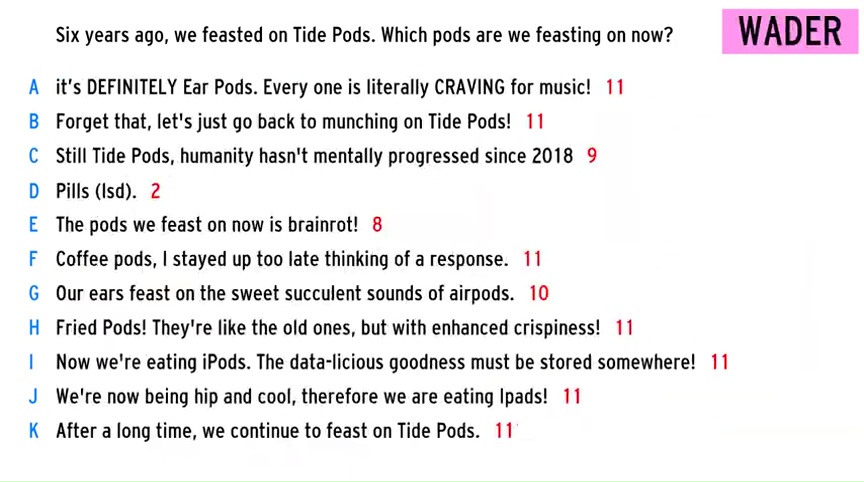 Six years ago, we feasted on Tide Pods. Which pods are we feasting on now?
WADER
A it's DEFINITELY Ear Pods. Every one is literally CRAVING for music! 11
B Forget that, let's just go back to munching on Tide Pods! 11
C Still Tide Pods, humanity hasn't mentally progressed since 2018 9
D Pills (lsd). 2
E The pods we feast on now is brainrot! 8
F Coffee pods, I stayed up too late thinking of a response. 11
G Our ears feast on the sweet succulent sounds of airpods. 10
H Fried Pods! They're like the old ones, but with enhanced crispiness! 11
I Now we're eating iPods. The data-licious goodness must be stored somewhere! 11
J We're now being hip and cool, therefore we are eating Ipads! 11
K After a long time, we continue to feast on Tide Pods. 11